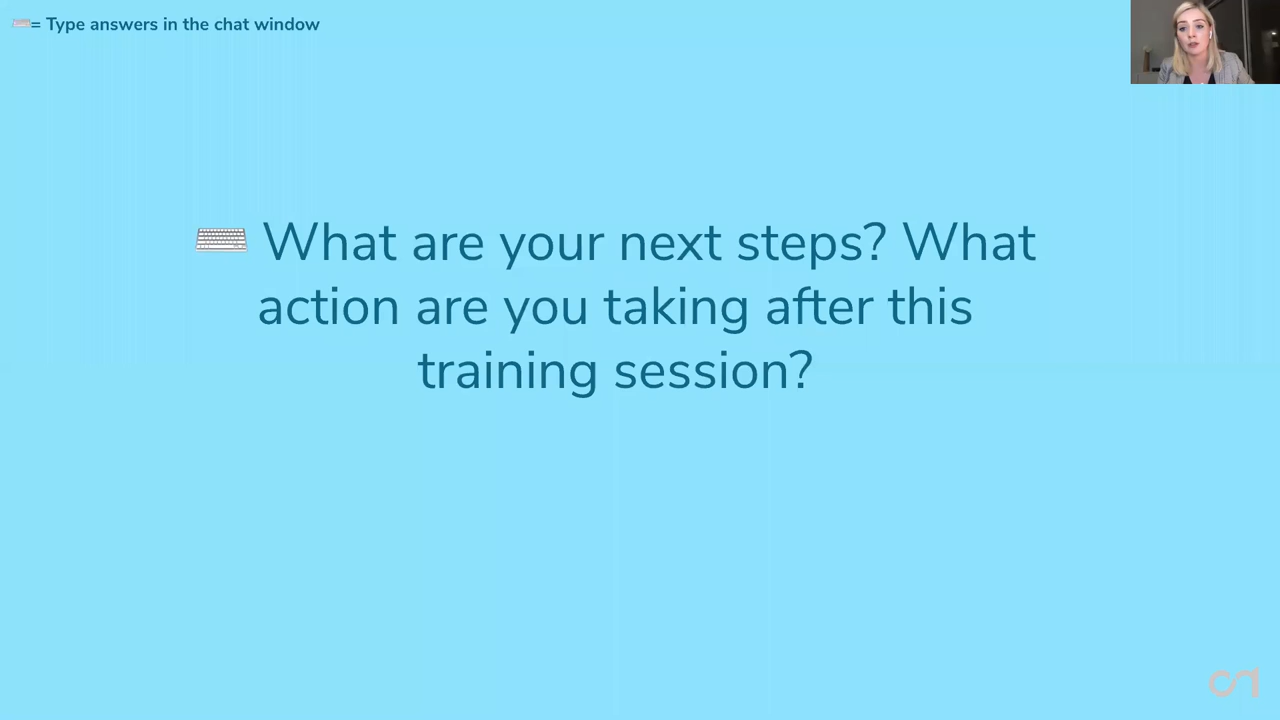 = Type answers in the chat window
What are your next steps? What
action are you taking after this
training session?